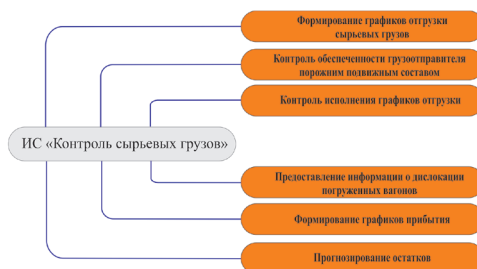 Формирование графиков отгрузки
сырьевых грузов
Контроль обеспеченности грузоотправителя
порожним подвижным составом
Контроль исполнения графиков отгрузки
ИС «Контроль сырьевых грузов»
Предоставление информации о дислокации
погруженных вагонов
Формирование графиков прибытия
Прогнозирование остатков